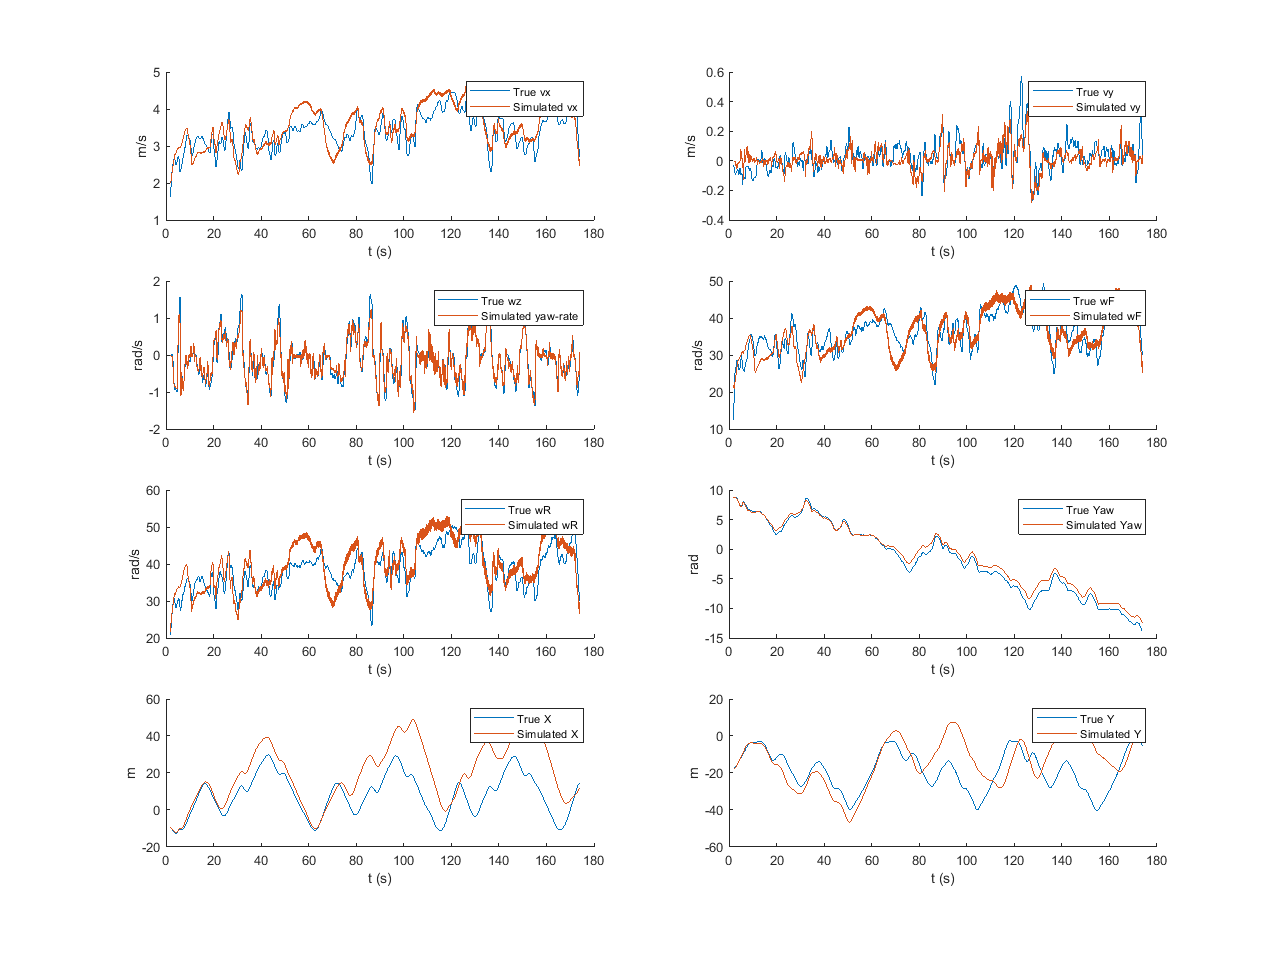 5
4
3
2
1
m/s
0 20 40 60 80 100 120 140 160 180
t (s)
True vx
Simulated vx
0.6
0.4
0.2
0
-0.2
-0.4
m/s
0 20 40 60 80 100 120 140 160 180
t (s)
True vy
Simulated vy
2
1
0
-1
-2
rad/s
0 20 40 60 80 100 120 140 160 180
t (s)
True wz
Simulated yaw-rate
50
40
30
20
10
rad/s
0 20 40 60 80 100 120 140 160 180
t (s)
True wF
Simulated wF
60
50
40
30
20
rad/s
0 20 40 60 80 100 120 140 160 180
t (s)
True wR
Simulated wR
10
5
0
-5
-10
-15
rad
0 20 40 60 80 100 120 140 160 180
t (s)
True Yaw
Simulated Yaw
60
40
20
0
-20
m
0 20 40 60 80 100 120 140 160 180
t (s)
True X
Simulated X
20
0
-20
-40
-60
m
0 20 40 60 80 100 120 140 160 180
t (s)
True Y
Simulated Y